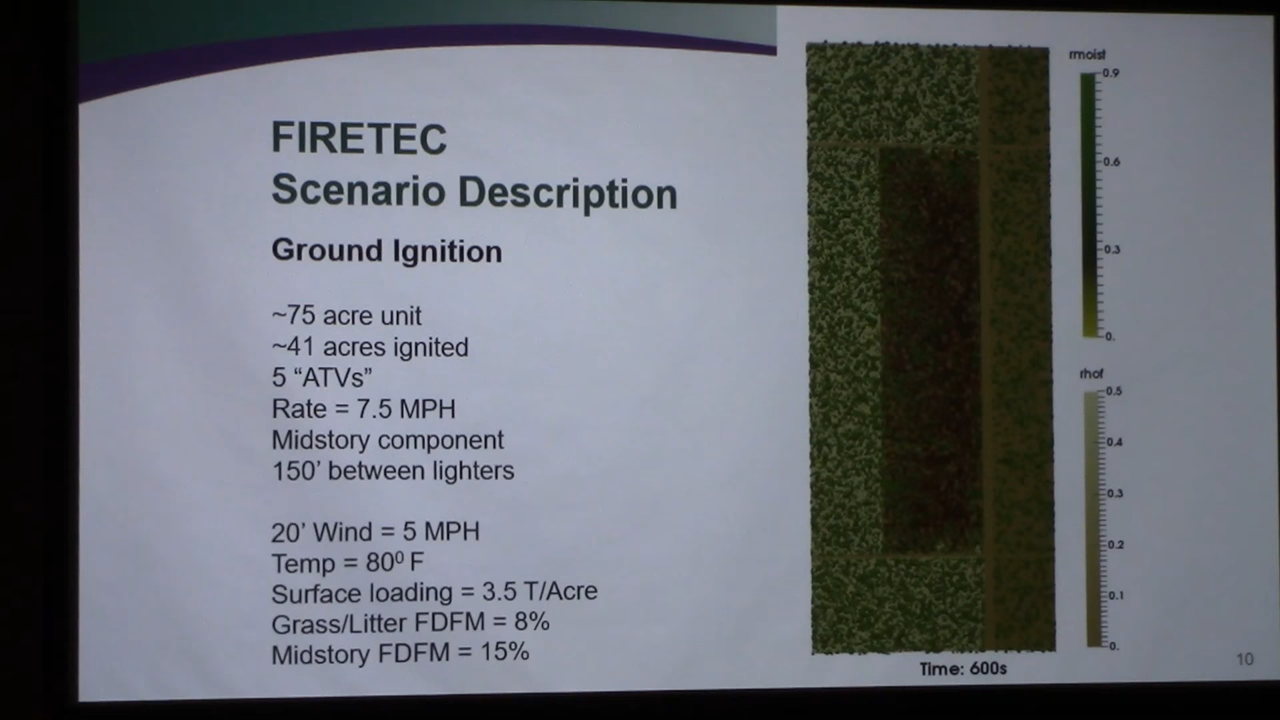 FIRETEC
Scenario Description
Ground Ignition
~75 acre unit
~41 acres ignited
5 “ATVs”
Rate = 7.5 MPH
Midstory component
150’ between lighters
20’ Wind = 5 MPH
Temp = 80⁰ F
Surface loading = 3.5 T/Acre
Grass/Litter FDFM = 8%
Midstory FDFM = 15%
rmoist
0.9
0.6
0.3
0.
rhof
0.5
0.4
0.3
0.2
0.1
0.
Time: 600s
10